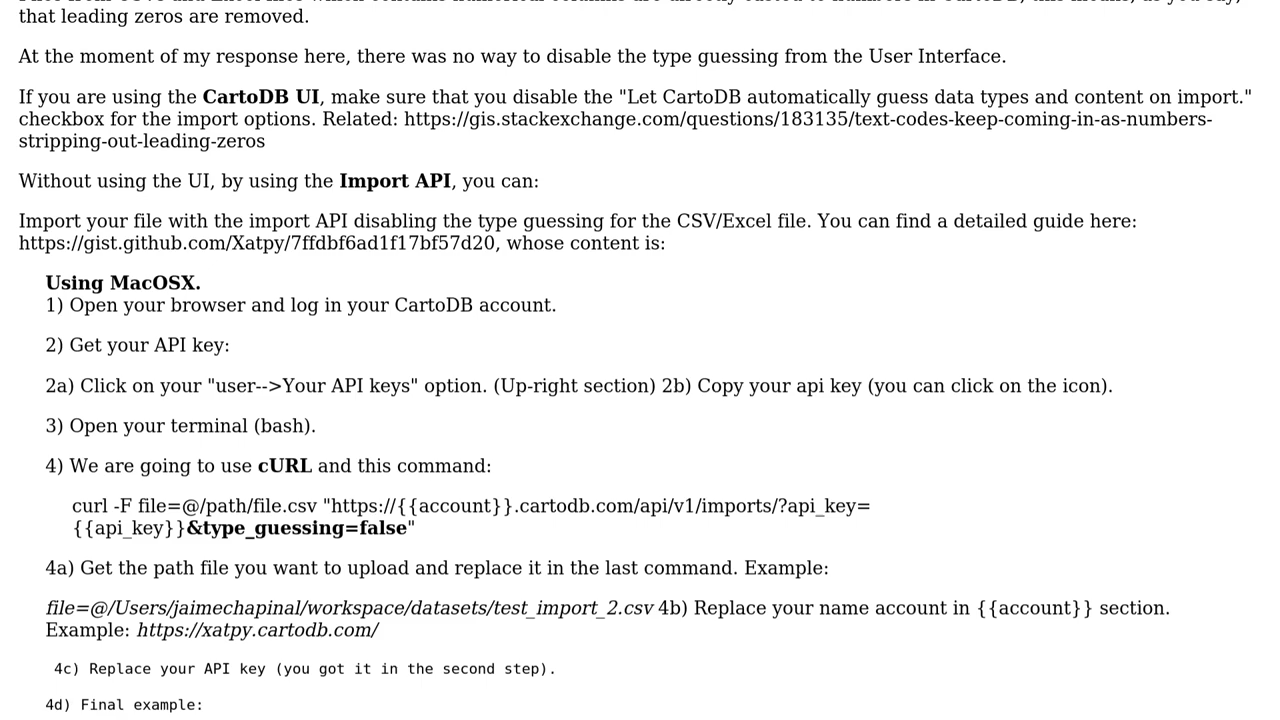 that leading zeros are removed.
At the moment of my response here, there was no way to disable the type guessing from the User Interface.
If you are using the CartoDB UI, make sure that you disable the "Let CartoDB automatically guess data types and content on import."
checkbox for the import options. Related: https://gis.stackexchange.com/questions/183135/text-codes-keep-coming-in-as-numbers-
stripping-out-leading-zeros
Without using the UI, by using the Import API, you can:
Import your file with the import API disabling the type guessing for the CSV/Excel file. You can find a detailed guide here:
https://gist.github.com/Xatpy/7ffdbf6ad1f17bf57d20, whose content is:
Using MacOSX.
1) Open your browser and log in your CartoDB account.
2) Get your API key:
2a) Click on your "user-->Your API keys" option. (Up-right section) 2b) Copy your api key (you can click on the icon).
3) Open your terminal (bash).
4) We are going to use cURL and this command:
curl -F file=@/path/file.csv "https://{{account}}.cartodb.com/api/v1/imports/?api_key=
{{api_key}}&type_guessing=false"
4a) Get the path file you want to upload and replace it in the last command. Example:
file=@/Users/jaimechapinal/workspace/datasets/test_import_2.csv 4b) Replace your name account in {{account}} section.
Example: https://xatpy.cartodb.com/
4c) Replace your API key (you got it in the second step).
4d) Final example: